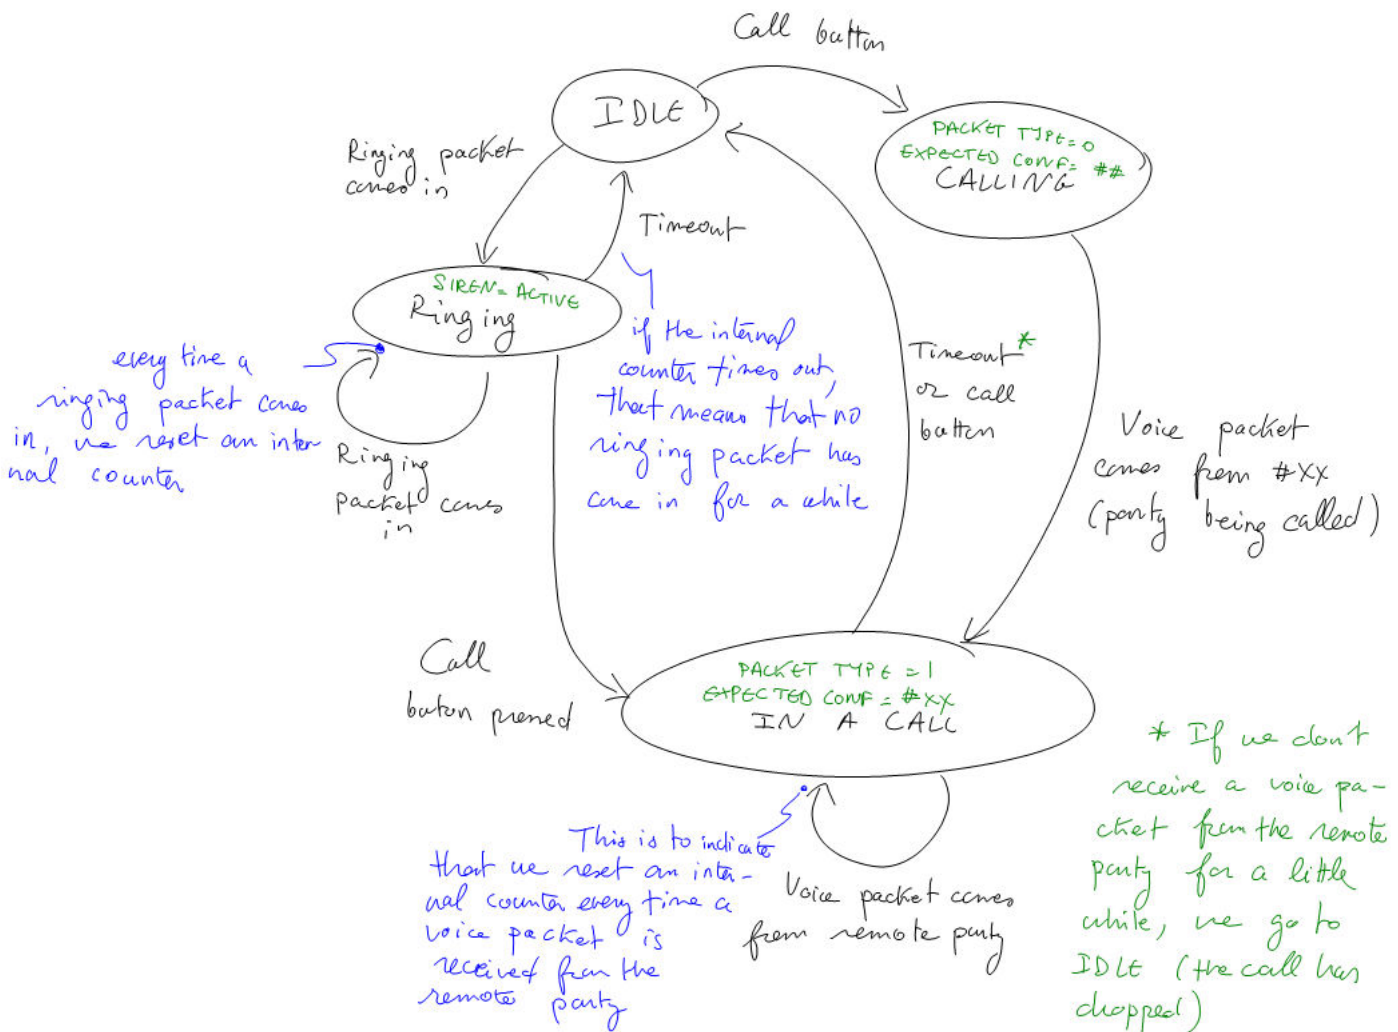 Call button
IDLE
PACKET TYPE=0
EXPECTED CONF= ##
CALLING
Ringing packet
comes in
Timeout
SIREN= ACTIVE
Ringing
every time a
ringing packet comes
in, we reset an inter
nal counter
Ringing
packet comes
in
if the internal
counter times out,
that means that no
ringing packet has
come in for a while
Timeout*
or call
button
Voice packet
comes from #XX
(party being called)
Call
button pressed
PACKET TYPE = 1
EXPECTED CONF = #XX
IN A CALL
This is to indicate
that we reset an inter-
nal counter every time a
voice packet is
received from the
remote party
Voice packet comes
from remote party
* If we don't
receive a voice pa-
cket from the remote
party for a little
while, we go to
IDLE (the call has
dropped)